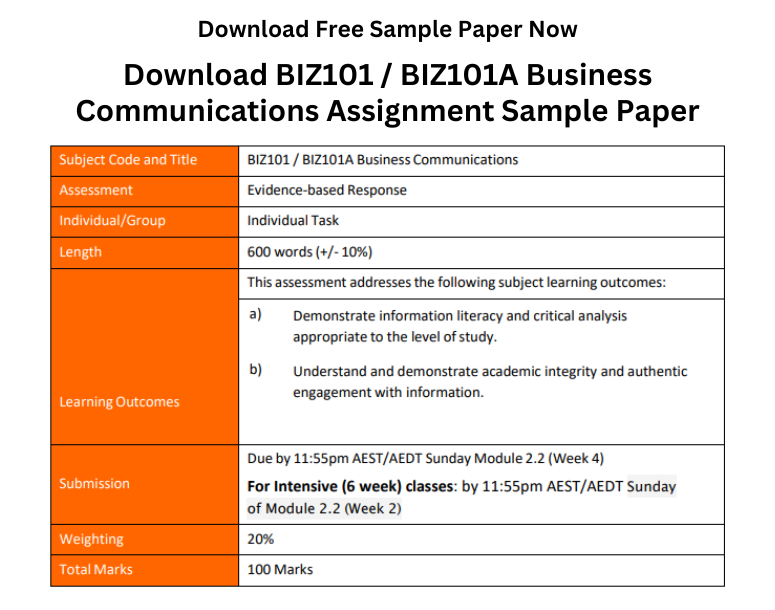 Download Free Sample Paper Now
Download BIZ101 / BIZ101A Business
Communications Assignment Sample Paper
Subject Code and Title
BIZ101 / BIZ101A Business Communications
Assessment
Evidence-based Response
Individual/Group
Individual Task
Length
600 words (+/- 10%)
Learning Outcomes
This assessment addresses the following subject learning outcomes:
a) Demonstrate information literacy and critical analysis
appropriate to the level of study.
b) Understand and demonstrate academic integrity and authentic
engagement with information.
Submission
Due by 11:55pm AEST/AEDT Sunday Module 2.2 (Week 4)
For Intensive (6 week) classes: by 11:55pm AEST/AEDT Sunday
of Module 2.2 (Week 2)
Weighting
20%
Total Marks
100 Marks